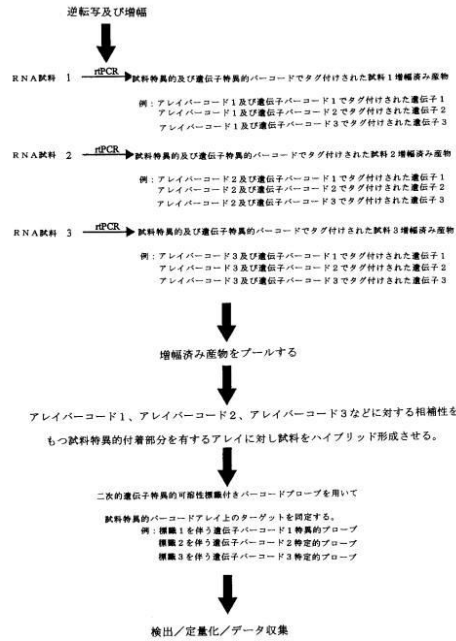 逆転写及び増幅
RNA試料 1 rtPCR 試料特異的及び遺伝子特異的バーコードでタグ付けされた試料1増幅済み産物
例：アレイバーコード1及び遺伝子バーコード1でタグ付けされた遺伝子1
アレイバーコード1及び遺伝子バーコード2でタグ付けされた遺伝子2
アレイバーコード1及び遺伝子バーコード3でタグ付けされた遺伝子3
RNA試料 2 rtPCR 試料特異的及び遺伝子特異的バーコードでタグ付けされた試料2増幅済み産物
例：アレイバーコード2及び遺伝子バーコード1でタグ付けされた遺伝子1
アレイバーコード2及び遺伝子バーコード2でタグ付けされた遺伝子2
アレイバーコード2及び遺伝子バーコード3でタグ付けされた遺伝子3
RNA試料 3 rtPCR 試料特異的及び遺伝子特異的バーコードでタグ付けされた試料3増幅済み産物
例：アレイバーコード3及び遺伝子バーコード1でタグ付けされた遺伝子1
アレイバーコード3及び遺伝子バーコード2でタグ付けされた遺伝子2
アレイバーコード3及び遺伝子バーコード3でタグ付けされた遺伝子3
増幅済み産物をプールする
アレイバーコード1、アレイバーコード2、アレイバーコード3などに対する相補性を
もつ試料特異的付着部分を有するアレイに対し試料をハイブリッド形成させる。
二次的遺伝子特異的可溶性標識付きバーコードプローブを用いて
試料特異的バーコードアレイ上のターゲットを同定する。
例：標識1を伴う遺伝子バーコード1特異的プローブ
標識2を伴う遺伝子バーコード2特定的プローブ
標識3を伴う遺伝子バーコード3特定的プローブ
検出／定量化／データ収集